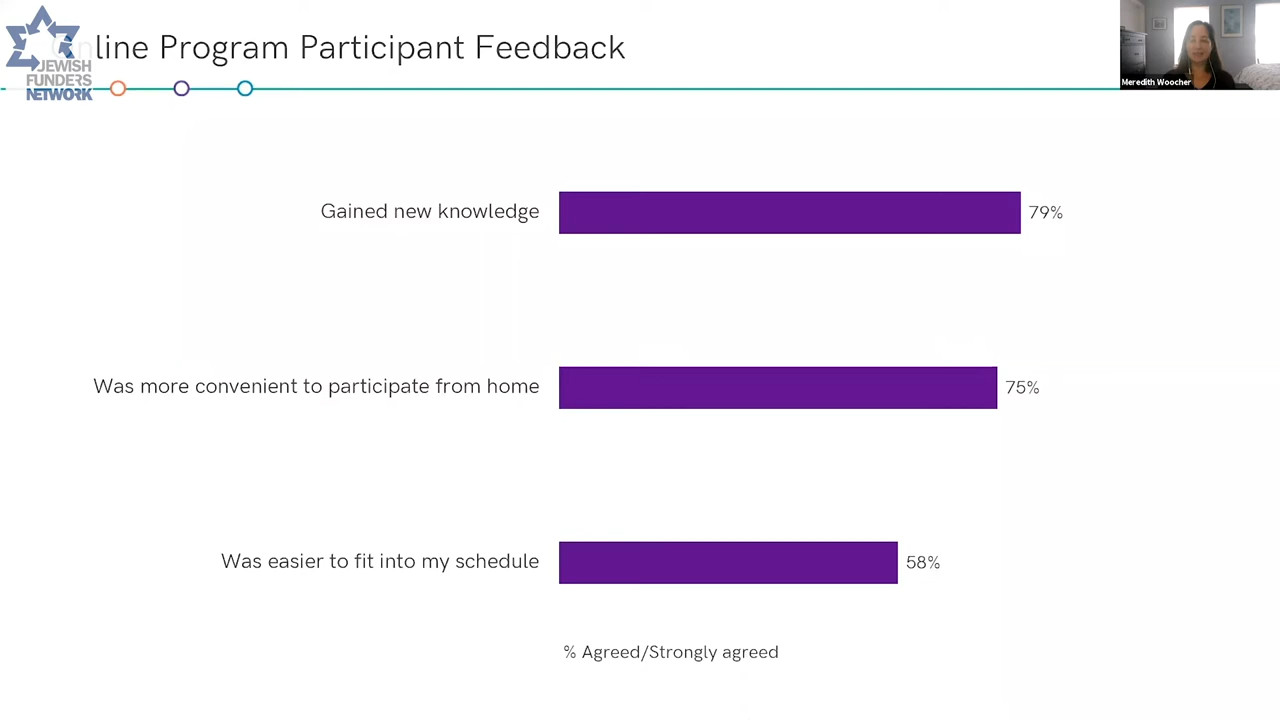 Online Program Participant Feedback
JEWISH
FUNDERS
NETWORK
Meredith Woocher
Gained new knowledge
79%
Was more convenient to participate from home
75%
Was easier to fit into my schedule
58%
% Agreed/Strongly agreed